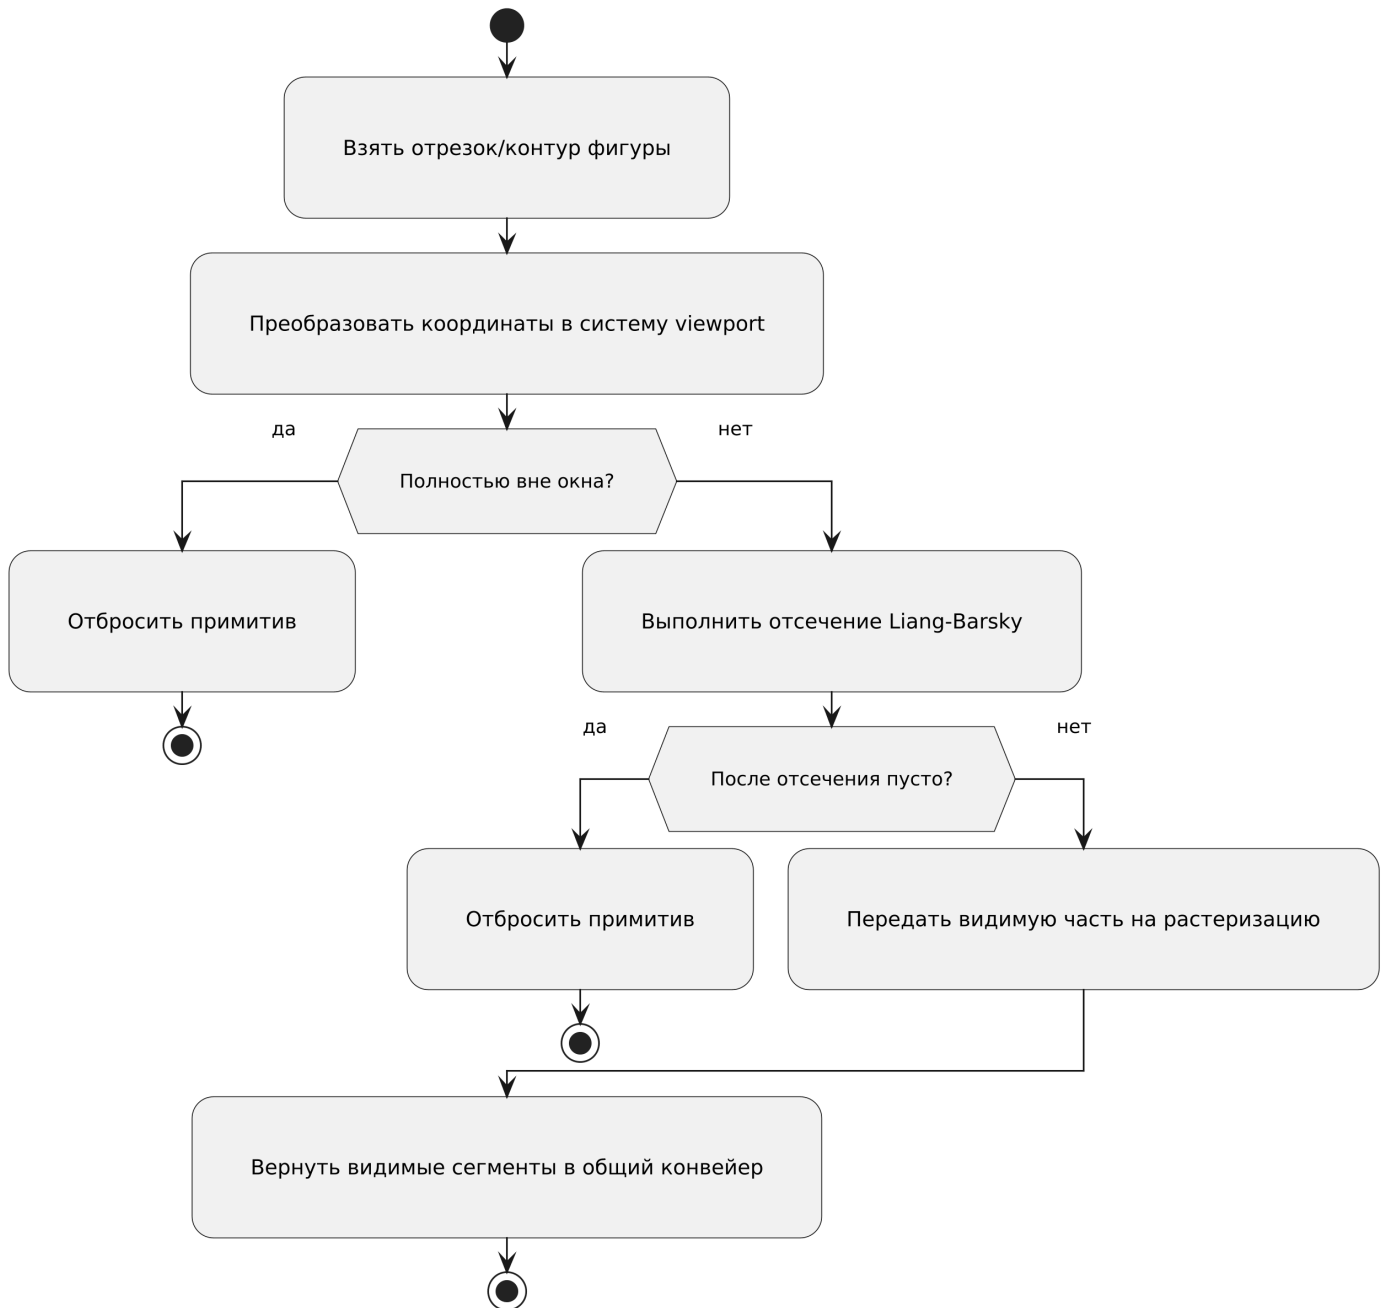 Взять отрезок/контур фигуры
Преобразовать координаты в систему viewport
да
нет
Полностью вне окна?
Отбросить примитив
Выполнить отсечение Liang-Barsky
да
нет
После отсечения пусто?
Отбросить примитив
Передать видимую часть на растеризацию
Вернуть видимые сегменты в общий конвейер